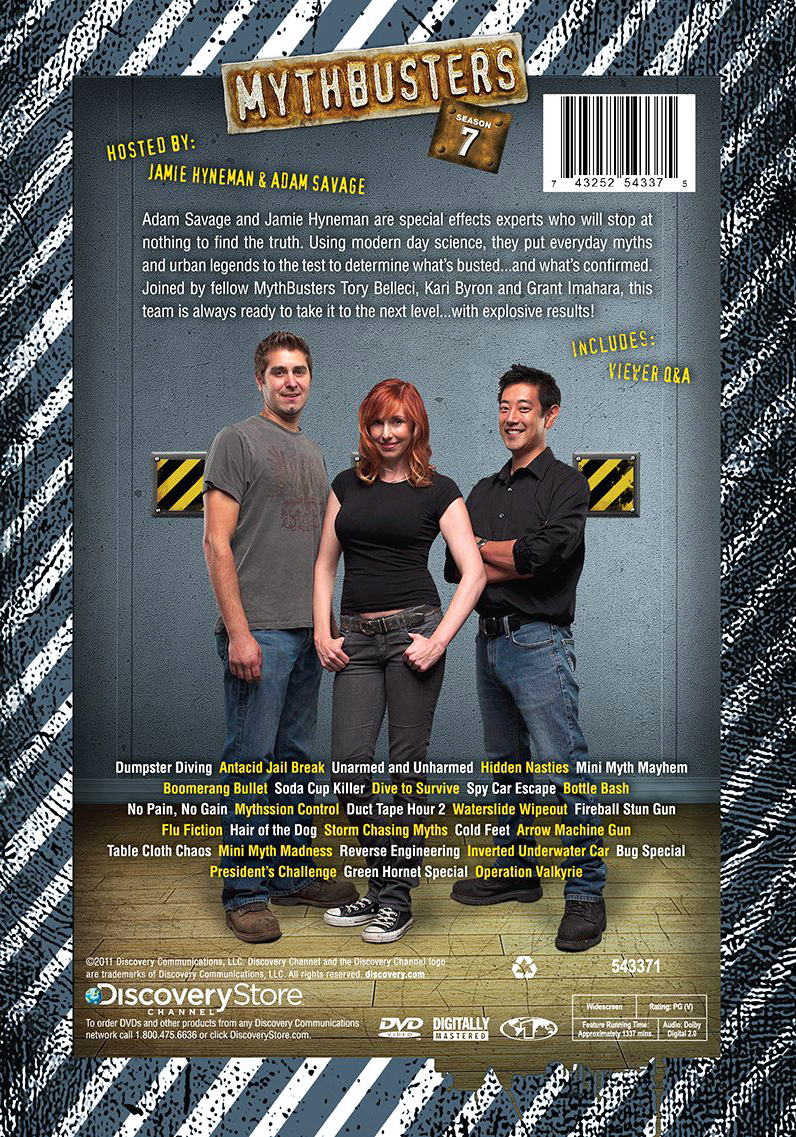 MYTHBUSTERS
SEASON
7
HOSTED BY:
JAMIE HYNEMAN & ADAM SAVAGE
7 43252 54337 5
Adam Savage and Jamie Hyneman are special effects experts who will stop at
nothing to find the truth. Using modern day science, they put everyday myths
and urban legends to the test to determine what's busted...and what's confirmed.
Joined by fellow MythBusters Tory Belleci, Kari Byron and Grant Imahara, this
team is always ready to take it to the next level...with explosive results!
INCLUDES:
VIEWER Q&A
Dumpster Diving Antacid Jail Break Unarmed and Unharmed Hidden Nasties Mini Myth Mayhem
Boomerang Bullet Soda Cup Killer Dive to Survive Spy Car Escape Bottle Bash
No Pain, No Gain Mythssion Control Duct Tape Hour 2 Waterslide Wipeout Fireball Stun Gun
Flu Fiction Hair of the Dog Storm Chasing Myths Cold Feet Arrow Machine Gun
Table Cloth Chaos Mini Myth Madness Reverse Engineering Inverted Underwater Car Bug Special
President's Challenge Green Hornet Special Operation Valkyrie
©2011 Discovery Communications, LLC. Discovery Channel and the Discovery Channel logo
are trademarks of Discovery Communications, LLC. All rights reserved. discovery.com
543371
DiscoveryStore
CHANNEL
To order DVDs and other products from any Discovery Communications
network call 1.800.475.6636 or click DiscoveryStore.com.
DVD
VIDEO
DIGITALLY
MASTERED
1
Widescreen
Rating: PG (V)
Feature Running Time:
Approximately 1337 mins.
Audio: Dolby
Digital 2.0